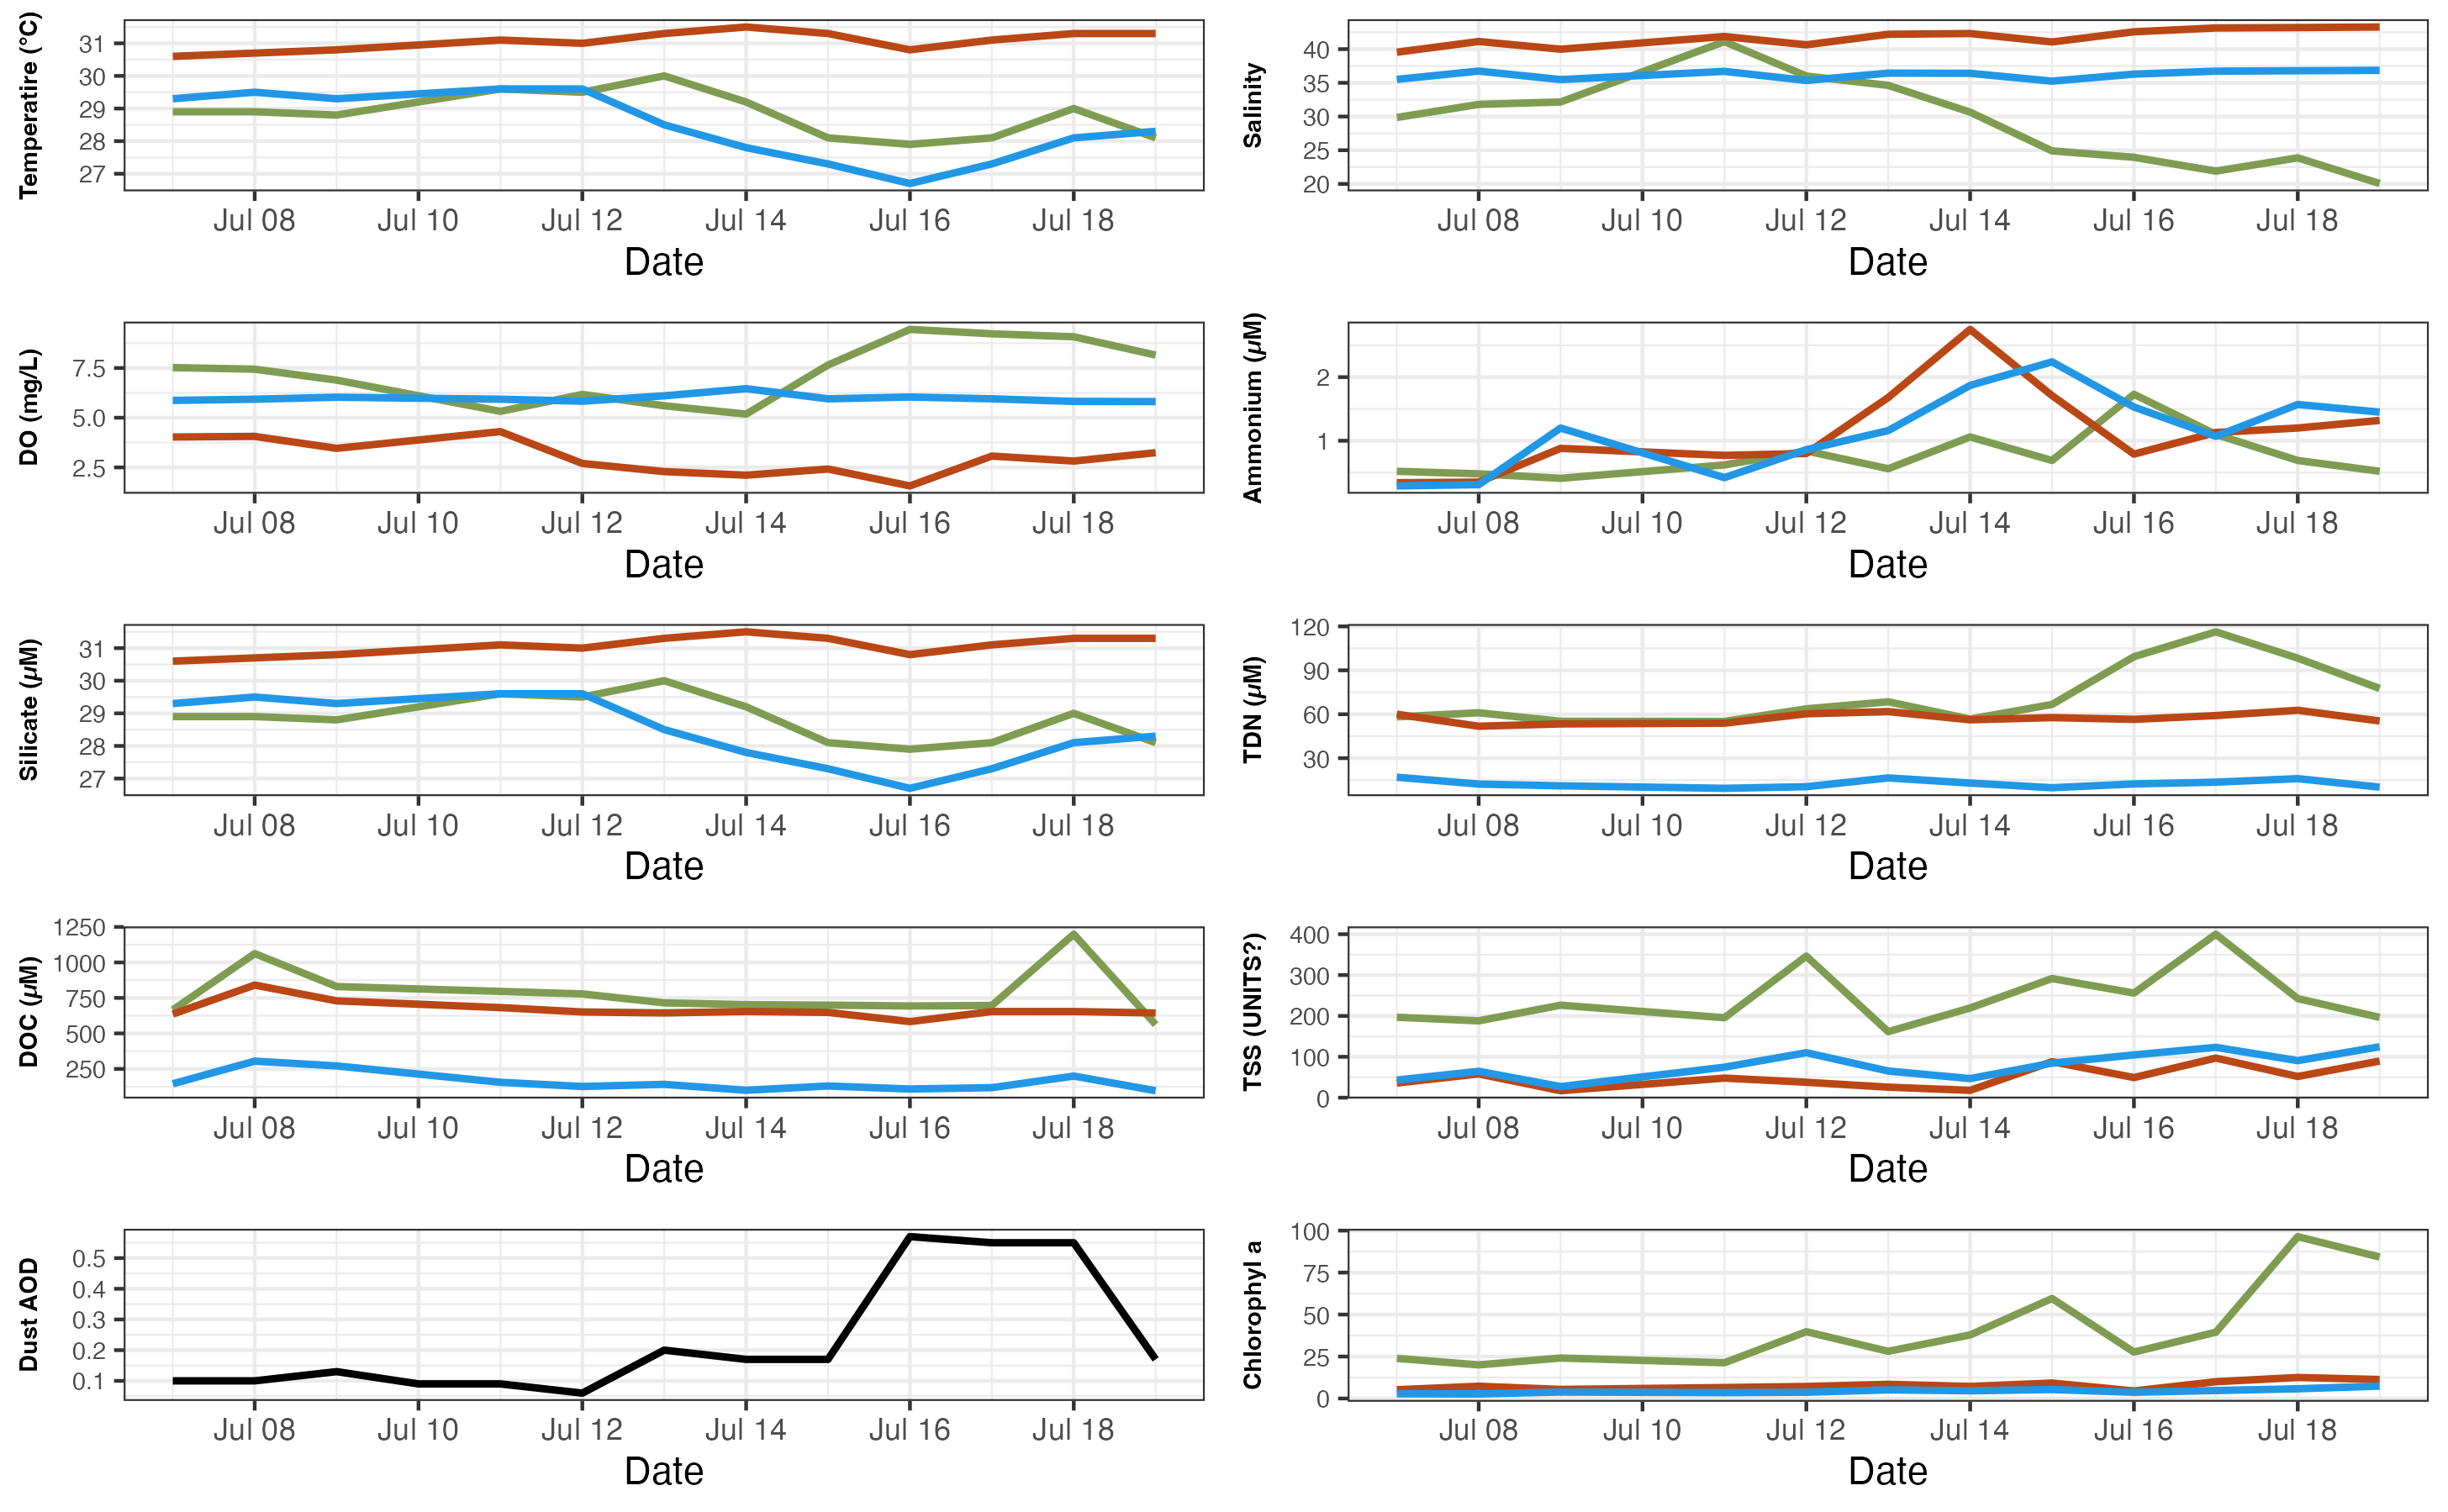 Temperatire (°C)
31
30
29
28
27
Jul 08 Jul 10 Jul 12 Jul 14 Jul 16 Jul 18
Date
Salinity
40
35
30
25
20
Jul 08 Jul 10 Jul 12 Jul 14 Jul 16 Jul 18
Date
DO (mg/L)
7.5
5.0
2.5
Jul 08 Jul 10 Jul 12 Jul 14 Jul 16 Jul 18
Date
Ammonium (µM)
2
1
Jul 08 Jul 10 Jul 12 Jul 14 Jul 16 Jul 18
Date
Silicate (µM)
31
30
29
28
27
Jul 08 Jul 10 Jul 12 Jul 14 Jul 16 Jul 18
Date
TDN (µM)
120
90
60
30
Jul 08 Jul 10 Jul 12 Jul 14 Jul 16 Jul 18
Date
DOC (µM)
1250
1000
750
500
250
Jul 08 Jul 10 Jul 12 Jul 14 Jul 16 Jul 18
Date
TSS (UNITS?)
400
300
200
100
0
Jul 08 Jul 10 Jul 12 Jul 14 Jul 16 Jul 18
Date
Dust AOD
0.5
0.4
0.3
0.2
0.1
Jul 08 Jul 10 Jul 12 Jul 14 Jul 16 Jul 18
Date
Chlorophyl a
100
75
50
25
0
Jul 08 Jul 10 Jul 12 Jul 14 Jul 16 Jul 18
Date